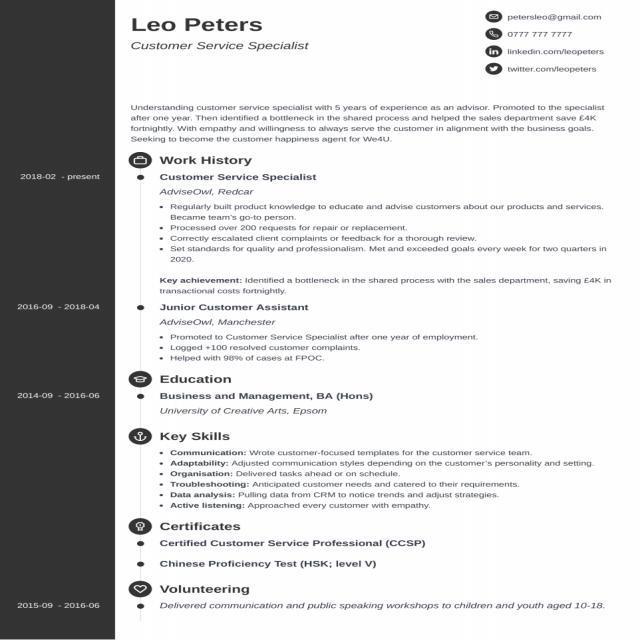 Leo Peters
Customer Service Specialist
petersleo@gmail.com
0777 777 7777
linkedin.com/leopeters
twitter.com/leopeters
Understanding customer service specialist with 5 years of experience as an advisor. Promoted to the specialist
after one year. Then identified a bottleneck in the shared process and helped the sales department save £4K
fortnightly. With empathy and willingness to always serve the customer in alignment with the business goals.
Seeking to become the customer happiness agent for We4U.
Work History
2018-02 - present
Customer Service Specialist
AdviseOwl, Redcar
• Regularly built product knowledge to educate and advise customers about our products and services.
Became team's go-to person.
• Processed over 200 requests for repair or replacement.
• Correctly escalated client complaints or feedback for a thorough review.
• Set standards for quality and professionalism. Met and exceeded goals every week for two quarters in
2020.
Key achievement: Identified a bottleneck in the shared process with the sales department, saving £4K in
transactional costs fortnightly.
2016-09 - 2018-04
Junior Customer Assistant
AdviseOwl, Manchester
• Promoted to Customer Service Specialist after one year of employment.
• Logged +100 resolved customer complaints.
• Helped with 98% of cases at FPOC.
Education
2014-09 - 2016-06
Business and Management, BA (Hons)
University of Creative Arts, Epsom
Key Skills
• Communication: Wrote customer-focused templates for the customer service team.
• Adaptability: Adjusted communication styles depending on the customer's personality and setting.
• Organisation: Delivered tasks ahead or on schedule.
• Troubleshooting: Anticipated customer needs and catered to their requirements.
• Data analysis: Pulling data from CRM to notice trends and adjust strategies.
• Active listening: Approached every customer with empathy.
Certificates
Certified Customer Service Professional (CCSP)
Chinese Proficiency Test (HSK; level V)
Volunteering
2015-09 - 2016-06
Delivered communication and public speaking workshops to children and youth aged 10-18.